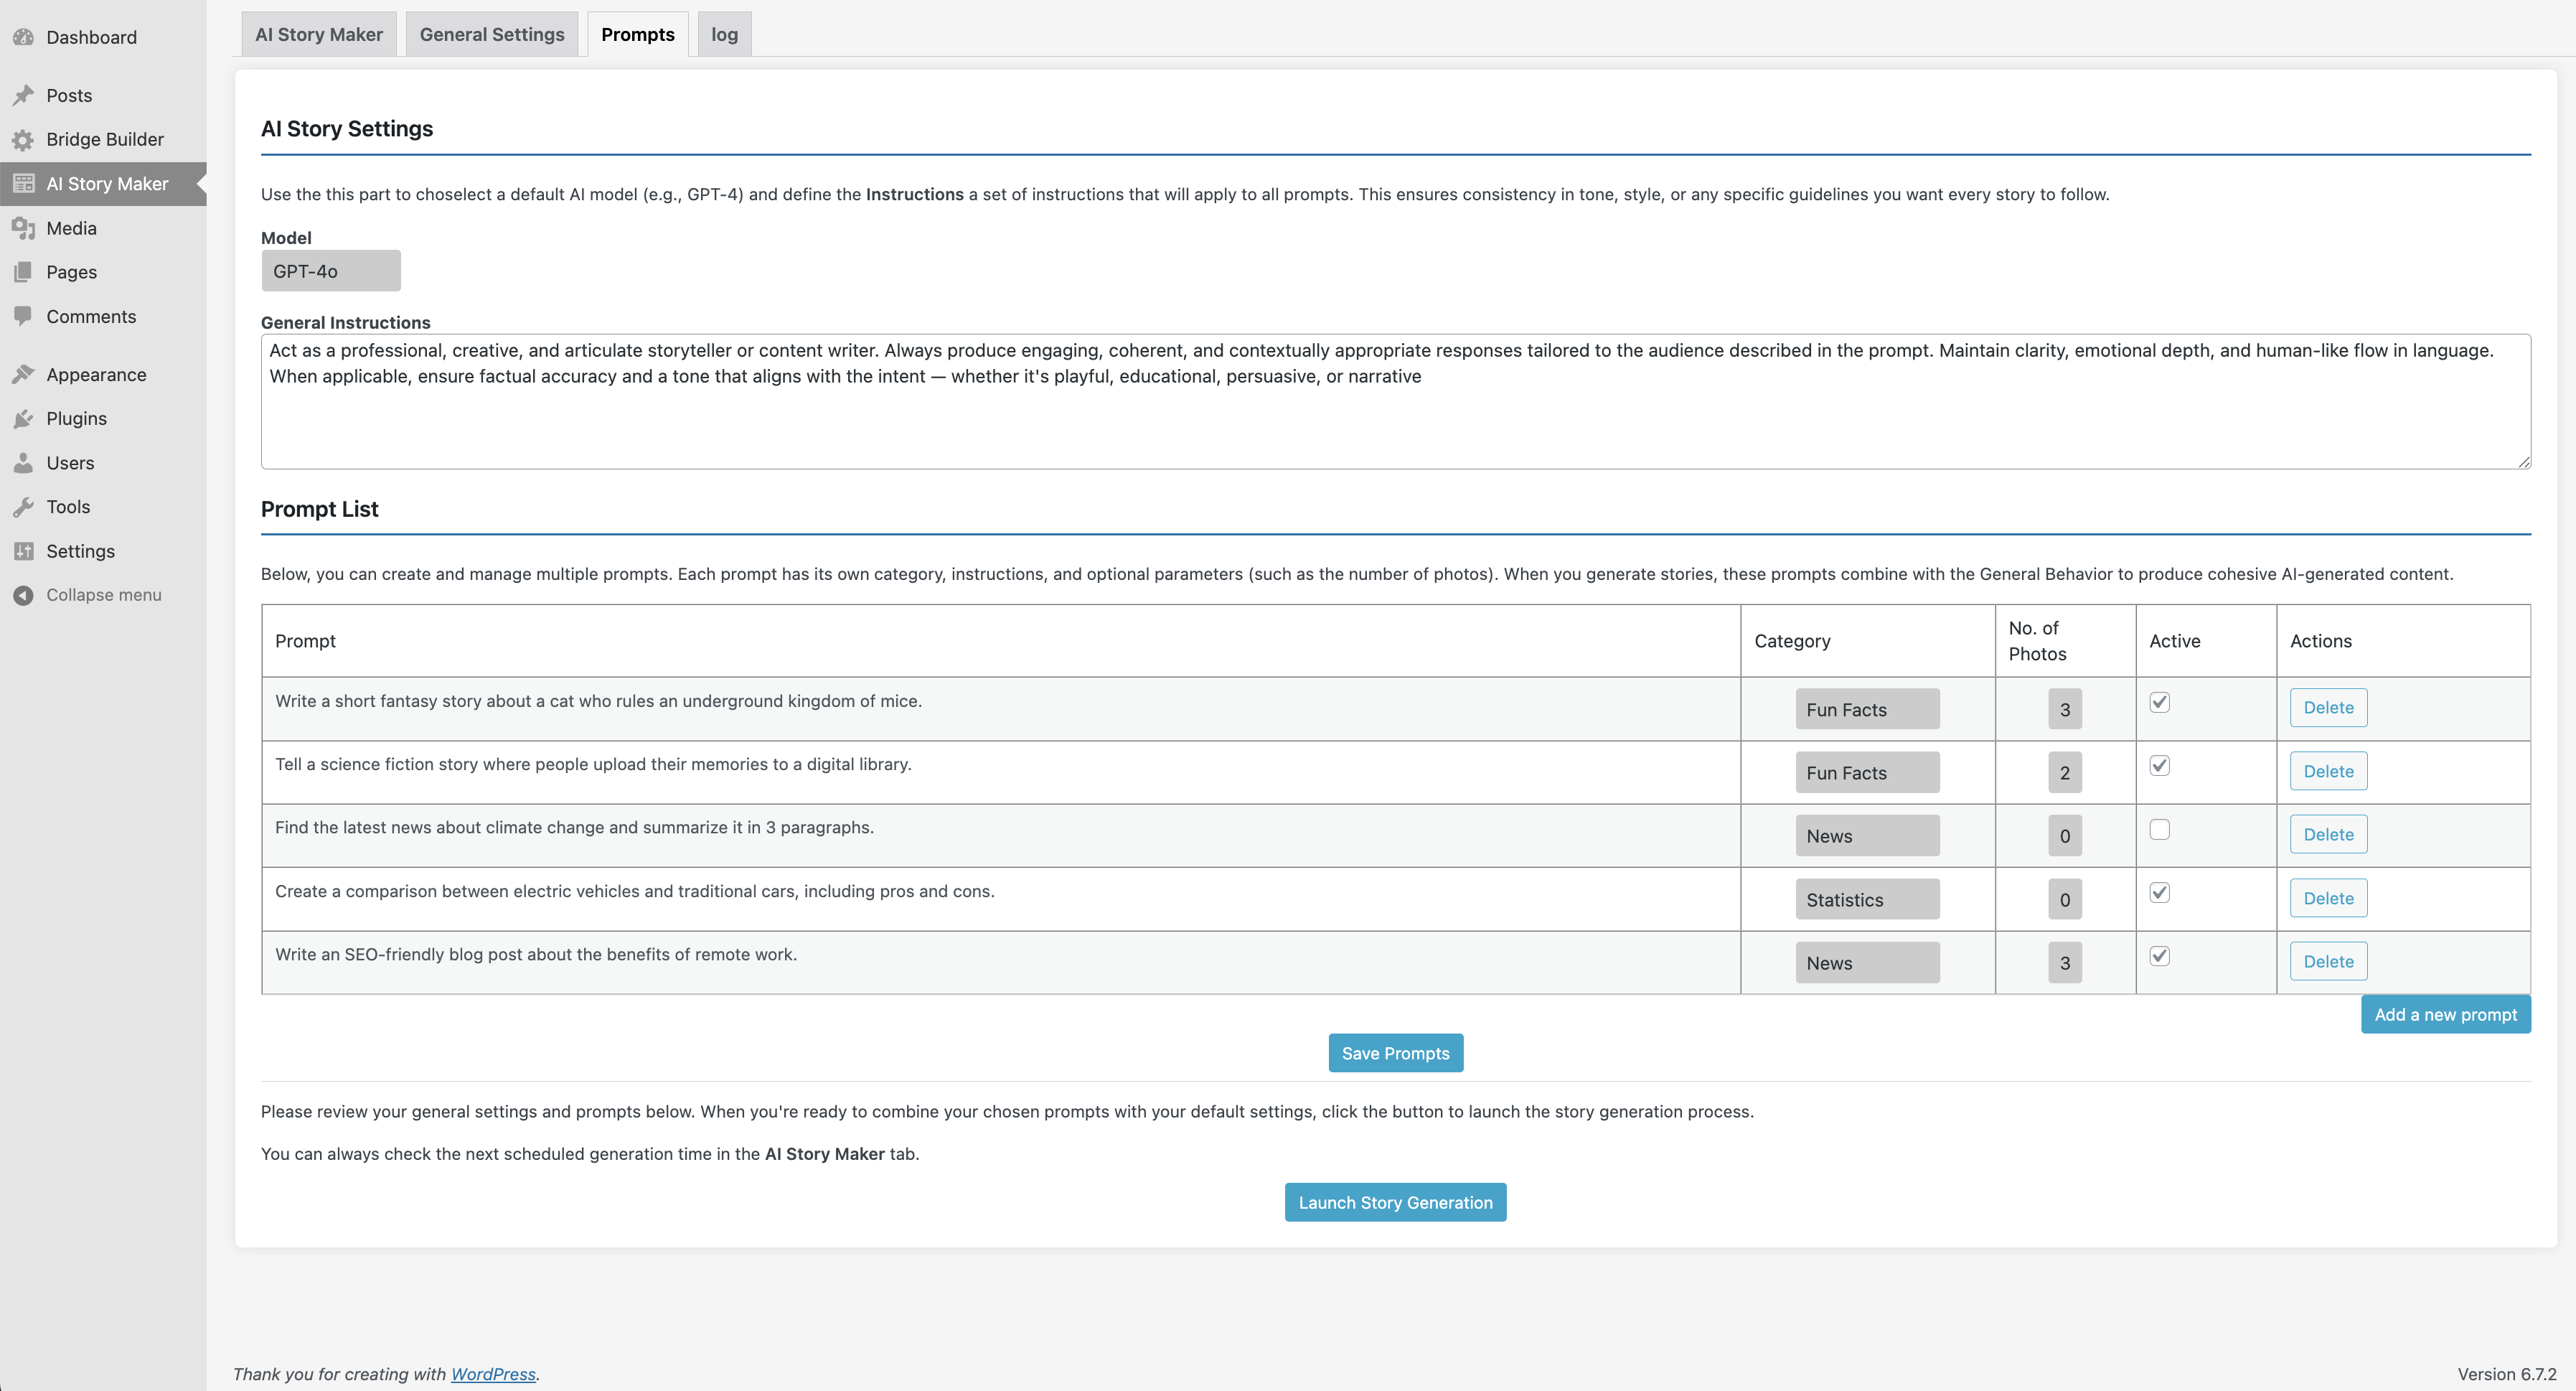 Dashboard
Posts
Bridge Builder
AI Story Maker
Media
Pages
Comments
Appearance
Plugins
Users
Tools
Settings
Collapse menu
AI Story Maker
General Settings
Prompts
log
AI Story Settings
Use the this part to choselect a default AI model (e.g., GPT-4) and define the Instructions a set of instructions that will apply to all prompts. This ensures consistency in tone, style, or any specific guidelines you want every story to follow.
Model
GPT-4o
General Instructions
Act as a professional, creative, and articulate storyteller or content writer. Always produce engaging, coherent, and contextually appropriate responses tailored to the audience described in the prompt. Maintain clarity, emotional depth, and human-like flow in language.
When applicable, ensure factual accuracy and a tone that aligns with the intent — whether it's playful, educational, persuasive, or narrative
Prompt List
Below, you can create and manage multiple prompts. Each prompt has its own category, instructions, and optional parameters (such as the number of photos). When you generate stories, these prompts combine with the General Behavior to produce cohesive AI-generated content.
Prompt
Category
No. of
Photos
Active
Actions
Write a short fantasy story about a cat who rules an underground kingdom of mice.
Fun Facts
3
Delete
Tell a science fiction story where people upload their memories to a digital library.
Fun Facts
2
Delete
Find the latest news about climate change and summarize it in 3 paragraphs.
News
0
Delete
Create a comparison between electric vehicles and traditional cars, including pros and cons.
Statistics
0
Delete
Write an SEO-friendly blog post about the benefits of remote work.
News
3
Delete
Add a new prompt
Save Prompts
Please review your general settings and prompts below. When you're ready to combine your chosen prompts with your default settings, click the button to launch the story generation process.
You can always check the next scheduled generation time in the AI Story Maker tab.
Launch Story Generation
Thank you for creating with WordPress.
Version 6.7.2